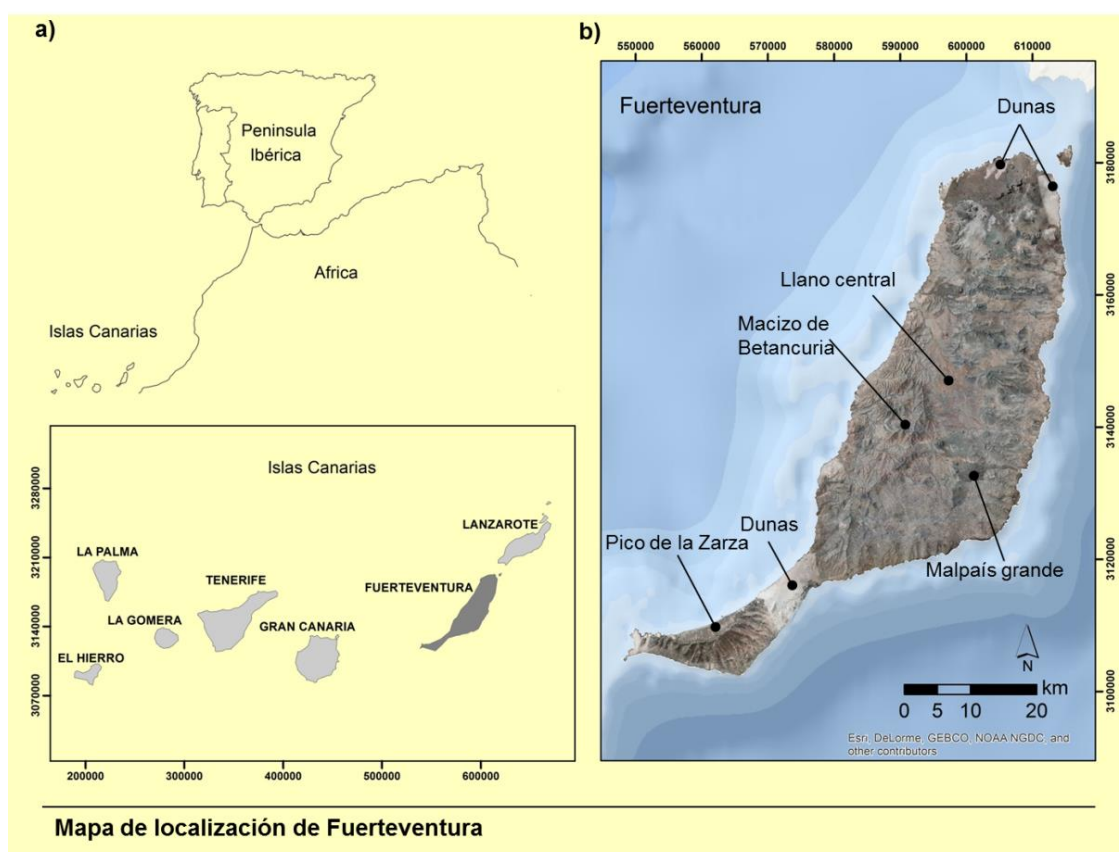 a)
Peninsula
Ibérica
Africa
Islas Canarias
Islas Canarias
3280000
3210000
3140000
3070000
LANZAROTE
LA PALMA
TENERIFE
FUERTEVENTURA
LA GOMERA
GRAN CANARIA
EL HIERRO
200000 300000 400000 500000 600000
b)
550000 560000 570000 580000 590000 600000 610000
Fuerteventura
Dunas
3180000
Llano central
3160000
Macizo de
Betancuria
3140000
Dunas
Pico de la Zarza
3120000
Malpaís grande
N
km
0 5 10 20
3100000
Esri, DeLorme, GEBCO, NOAA NGDC, and
other contributors
Mapa de localización de Fuerteventura